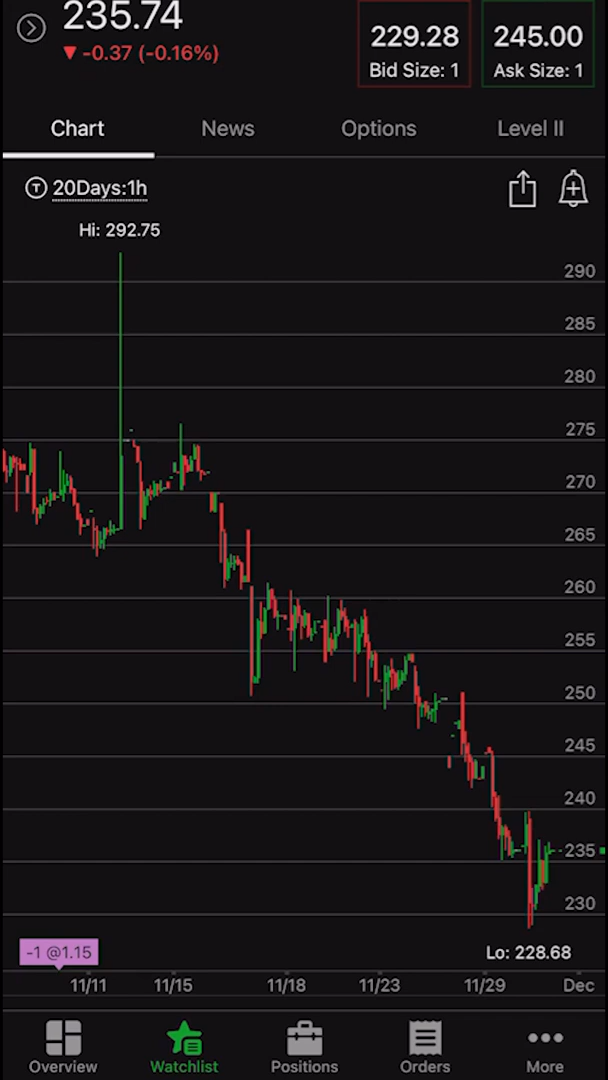 235.74
-0.37 (-0.16%)
229.28
Bid Size: 1
245.00
Ask Size: 1
Chart
News
Options
Level II
T
20Days:1h
Hi: 292.75
290
285
280
275
270
265
260
255
250
245
240
235
230
-1 @1.15
Lo: 228.68
11/11
11/15
11/18
11/23
11/29
Dec
Overview
Watchlist
Positions
Orders
More